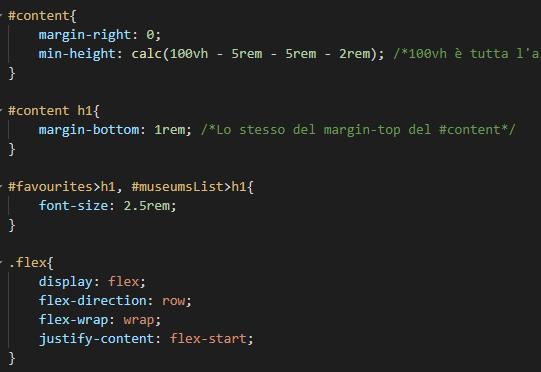 #content{
margin-right: 0;
min-height: calc(100vh - 5rem - 5rem - 2rem); /*100vh è tutta l'a
}
#content h1{
margin-bottom: 1rem; /*Lo stesso del margin-top del #content*/
}
#favourites>h1, #museumsList>h1{
font-size: 2.5rem;
}
.flex{
display: flex;
flex-direction: row;
flex-wrap: wrap;
justify-content: flex-start;
}